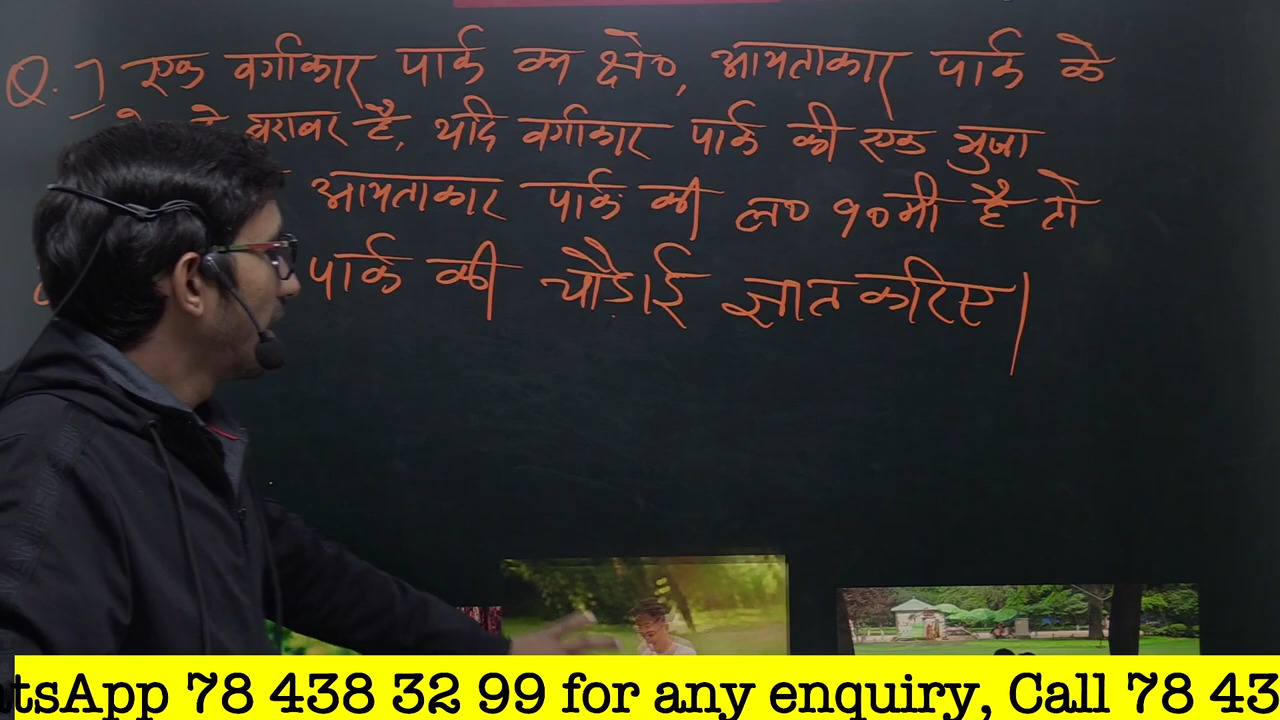 Q.) एक वर्गाकार पार्क का क्षे०, आयताकार पार्क के
बराबर है, यदि वर्गाकार पार्क की एक भुजा
आयताकार पार्क की ल० 90मी है तो
पार्क की चौड़ाई ज्ञात करिए।
atsApp 78 438 32 99 for any enquiry, Call 78 43